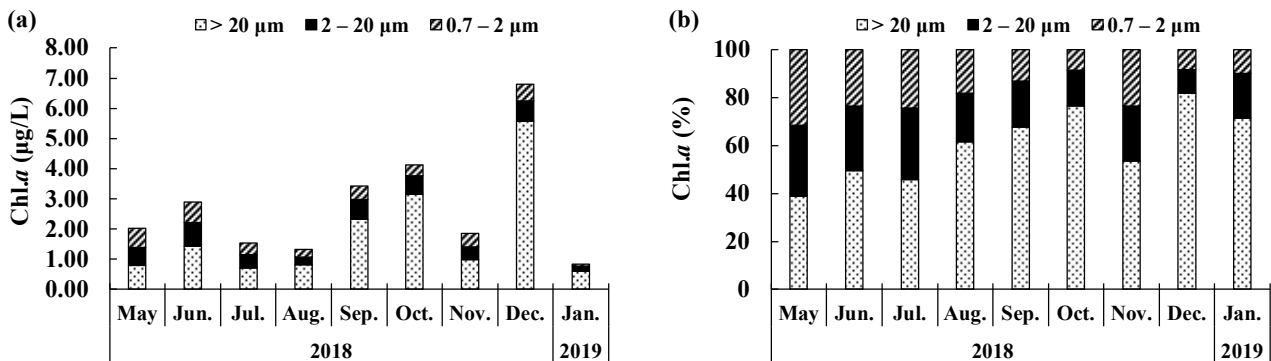 (a)
> 20 µm 2 – 20 µm 0.7 – 2 µm
Chl.a (µg/L)
8.00
7.00
6.00
5.00
4.00
3.00
2.00
1.00
0.00
May Jun. Jul. Aug. Sep. Oct. Nov. Dec. Jan.
2018 2019
(b)
> 20 µm 2 – 20 µm 0.7 – 2 µm
Chl.a (%)
100
80
60
40
20
0
May Jun. Jul. Aug. Sep. Oct. Nov. Dec. Jan.
2018 2019